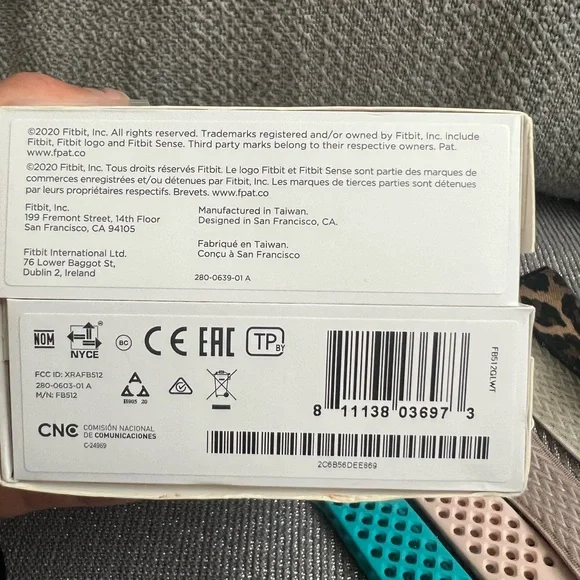 ©2020 Fitbit, Inc. All rights reserved. Trademarks registered and/or owned by Fitbit, Inc. include
Fitbit, Fitbit logo and Fitbit Sense. Third party marks belong to their respective owners. Pat.
www.fpat.co
©2020 Fitbit, Inc. Tous droits réservés Fitbit. Le logo Fitbit et Fitbit Sense sont partie des marques de
commerces enregistrées et/ou détenues par Fitbit, Inc. Les marques de tierces parties sont détenues
par leurs propriétaires respectifs. Brevets. www.fpat.co
Fitbit, Inc.
199 Fremont Street, 14th Floor
San Francisco, CA 94105
Fitbit International Ltd.
76 Lower Baggot St,
Dublin 2, Ireland
Manufactured in Taiwan.
Designed in San Francisco, CA.
Fabriqué en Taiwan.
Conçu à San Francisco
280-0639-01 A
NOM
NYCE
BC
CE
EAC
TP BY
FCC ID: XRAFB512
280-0603-01 A
M/N: FB512
IS905 20
CNC COMISIÓN NACIONAL
DE COMUNICACIONES
C-24969
8 11138 03697 3
FB512GLWT
2C6B56DEE869